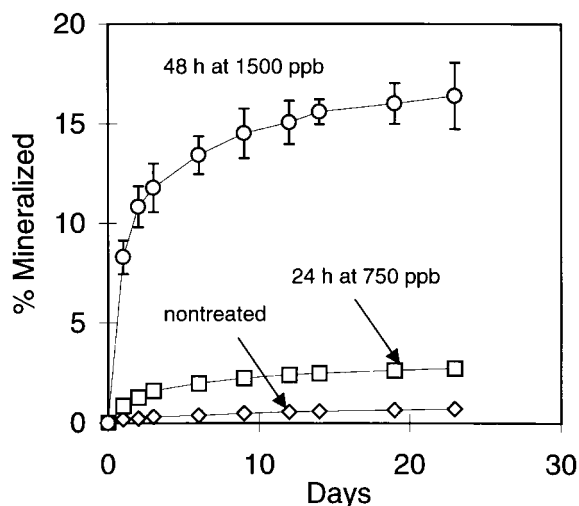 20
48 h at 1500 ppb
15
% Mineralized
10
24 h at 750 ppb
nontreated
5
0
0 10 20 30
Days